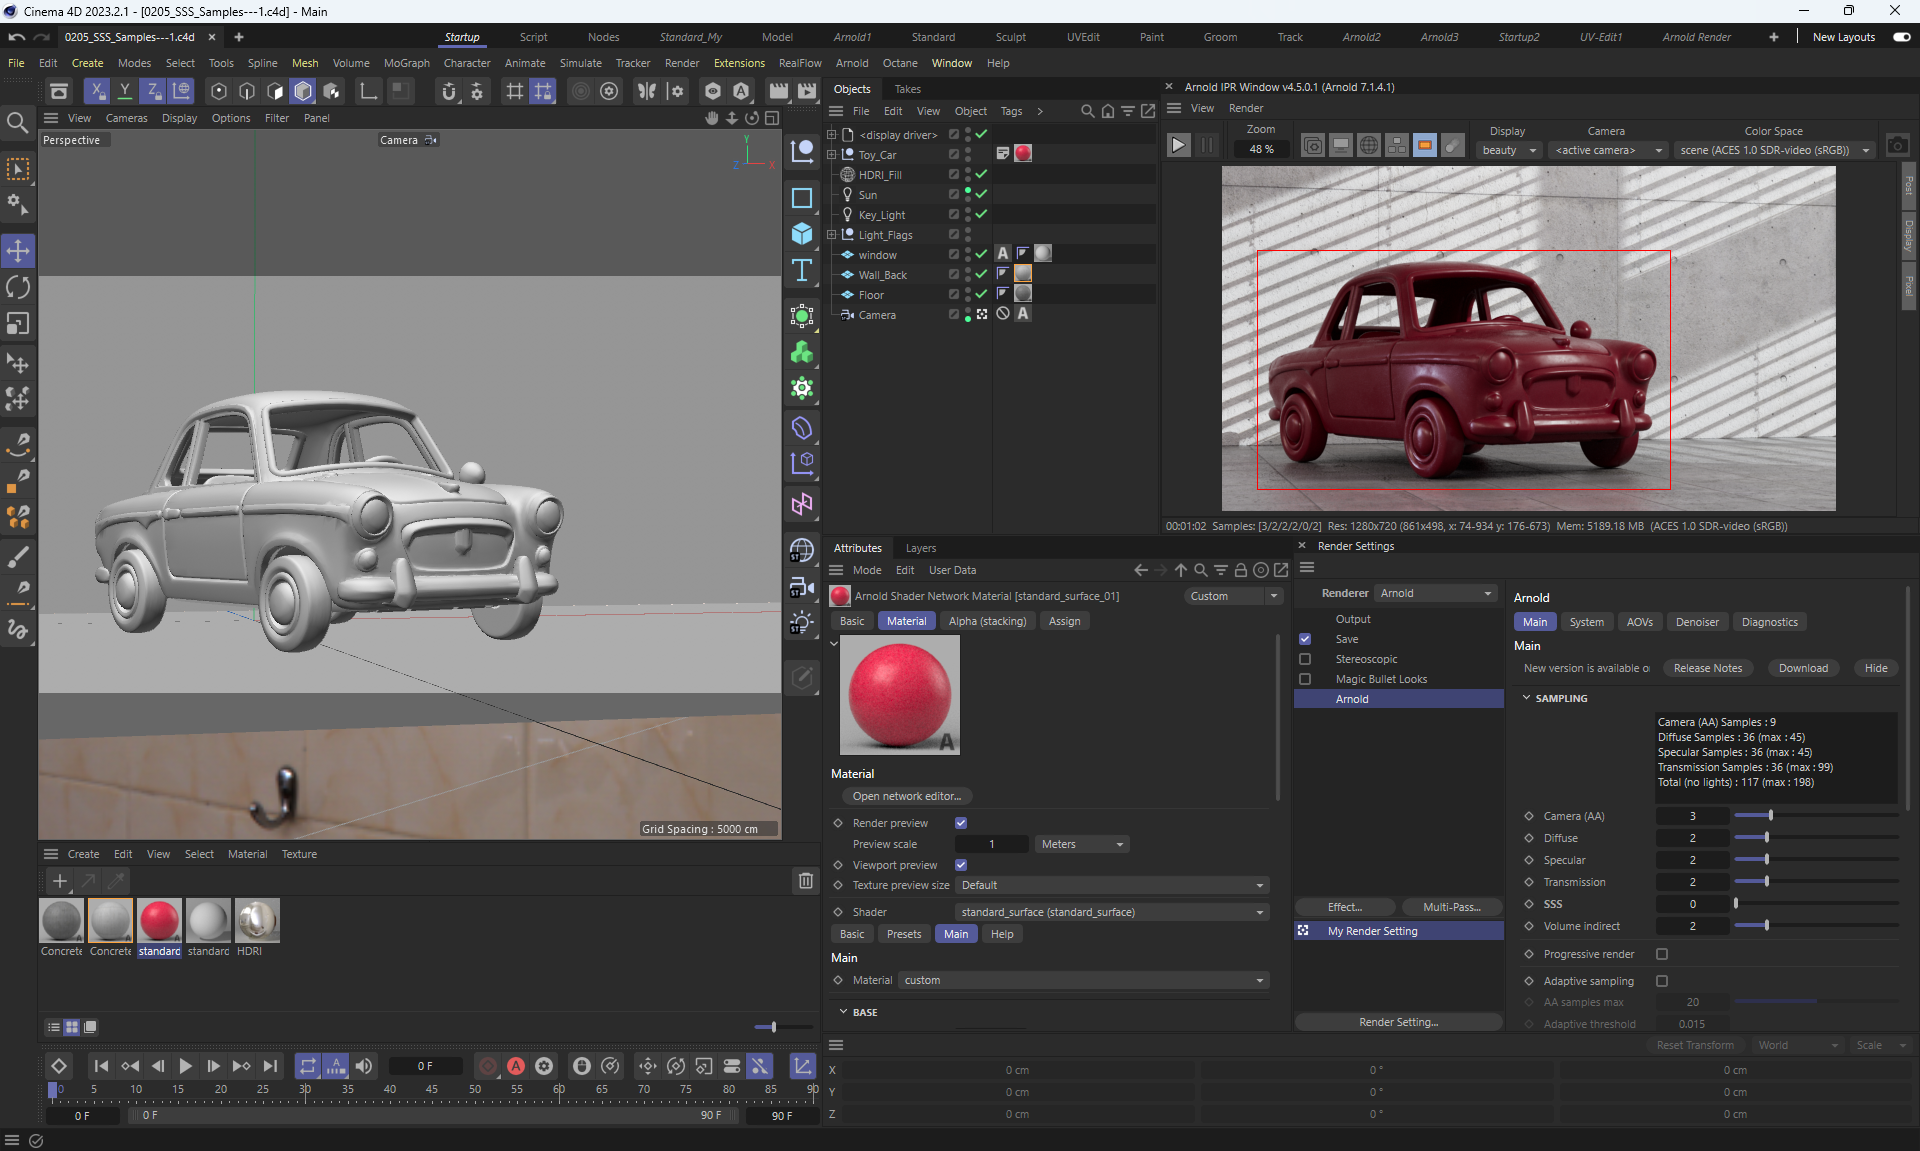 Cinema 4D 2023.2.1 - [0205_SSS_Samples---1.c4d] - Main
0205_SSS_Samples---1.c4d
Startup Script Nodes Standard_My Model Arnold1 Standard Sculpt UVEdit Paint Groom Track Arnold2 Arnold3 Startup2 UV-Edit1 Arnold Render New Layouts
File Edit Create Modes Select Tools Spline Mesh Volume MoGraph Character Animate Simulate Tracker Render Extensions RealFlow Arnold Octane Window Help
View Cameras Display Options Filter Panel
Perspective
Camera
Y
Z
X
Grid Spacing : 5000 cm
Objects Takes
File Edit View Object Tags
<display driver>
Toy_Car
HDRI_Fill
Sun
Key_Light
Light_Flags
window
Wall_Back
Floor
Camera
Arnold IPR Window v4.5.0.1 (Arnold 7.1.4.1)
View Render
Zoom
48 %
Display
beauty
Camera
<active camera>
Color Space
scene (ACES 1.0 SDR-video (sRGB))
Post
Display
Pixel
00:01:02 Samples: [3/2/2/2/0/2] Res: 1280x720 (861x498, x: 74-934 y: 176-673) Mem: 5189.18 MB (ACES 1.0 SDR-video (sRGB))
Attributes Layers
Mode Edit User Data
Arnold Shader Network Material [standard_surface_01]
Custom
Basic Material Alpha (stacking) Assign
Material
Open network editor...
Render preview
Preview scale 1 Meters
Viewport preview
Texture preview size Default
Shader standard_surface (standard_surface)
Basic Presets Main Help
Main
Material custom
BASE
Render Settings
Renderer Arnold
Output
Save
Stereoscopic
Magic Bullet Looks
Arnold
Effect... Multi-Pass...
My Render Setting
Render Setting...
Arnold
Main System AOVs Denoiser Diagnostics
Main
New version is available o Release Notes Download Hide
SAMPLING
Camera (AA) Samples : 9
Diffuse Samples : 36 (max : 45)
Specular Samples : 36 (max : 45)
Transmission Samples : 36 (max : 99)
Total (no lights) : 117 (max : 198)
Camera (AA) 3
Diffuse 2
Specular 2
Transmission 2
SSS 0
Volume indirect 2
Progressive render
Adaptive sampling
AA samples max 20
Adaptive threshold 0.015
Create Edit View Select Material Texture
Concrete Concrete standard standard HDRI
0 F
0 5 10 15 20 25 30 35 40 45 50 55 60 65 70 75 80 85 90
0 F 0 F 90 F 90 F
Reset Transform World Scale
X 0 cm 0 ° 0 cm
Y 0 cm 0 ° 0 cm
Z 0 cm 0 ° 0 cm